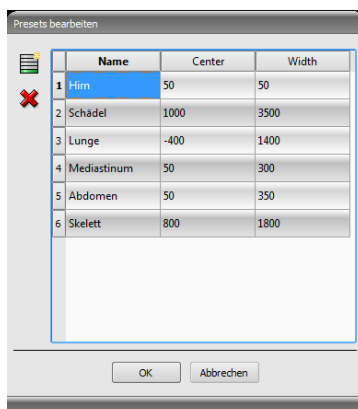 Presets bearbeiten
Name Center Width
1 Hirn 50 50
2 Schädel 1000 3500
3 Lunge -400 1400
4 Mediastinum 50 300
5 Abdomen 50 350
6 Skelett 800 1800
OK Abbrechen